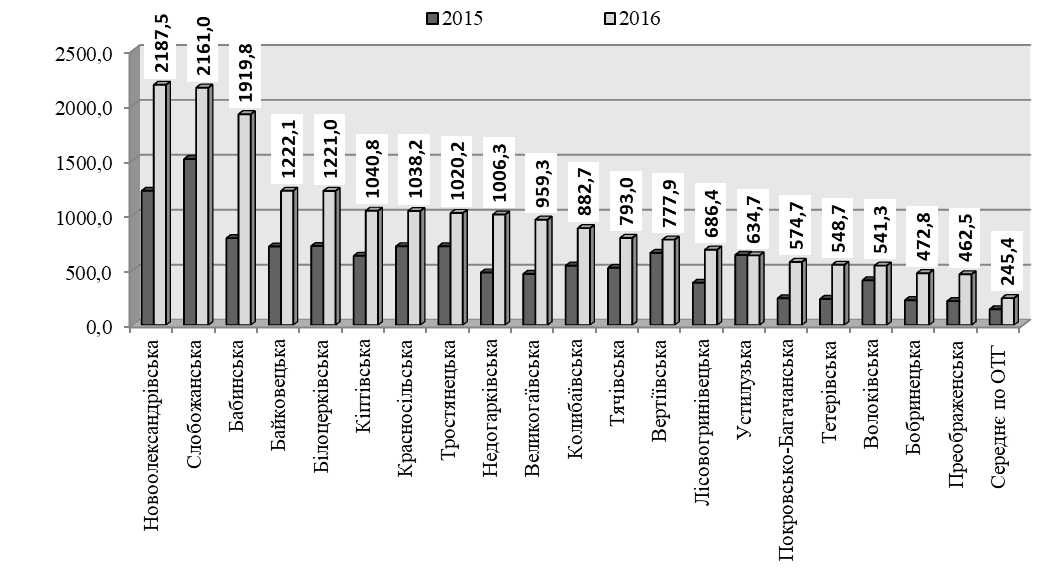 2015 2016
2500,0
2000,0
1500,0
1000,0
500,0
0,0
2187,5
2161,0
1919,8
1222,1
1221,0
1040,8
1038,2
1020,2
1006,3
959,3
882,7
793,0
777,9
686,4
634,7
574,7
548,7
541,3
472,8
462,5
245,4
Новоолександрівська
Слобожанська
Бабинська
Байковецька
Білоцерківська
Кіптівська
Красносільська
Тростянецька
Недогарківська
Великогаївська
Колибаївська
Тячівська
Вертіївська
Лісовогринівецька
Устилузька
Покровсько-Багачанська
Тетерівська
Волоківська
Бобринецька
Преображенська
Середнє по ОТГ